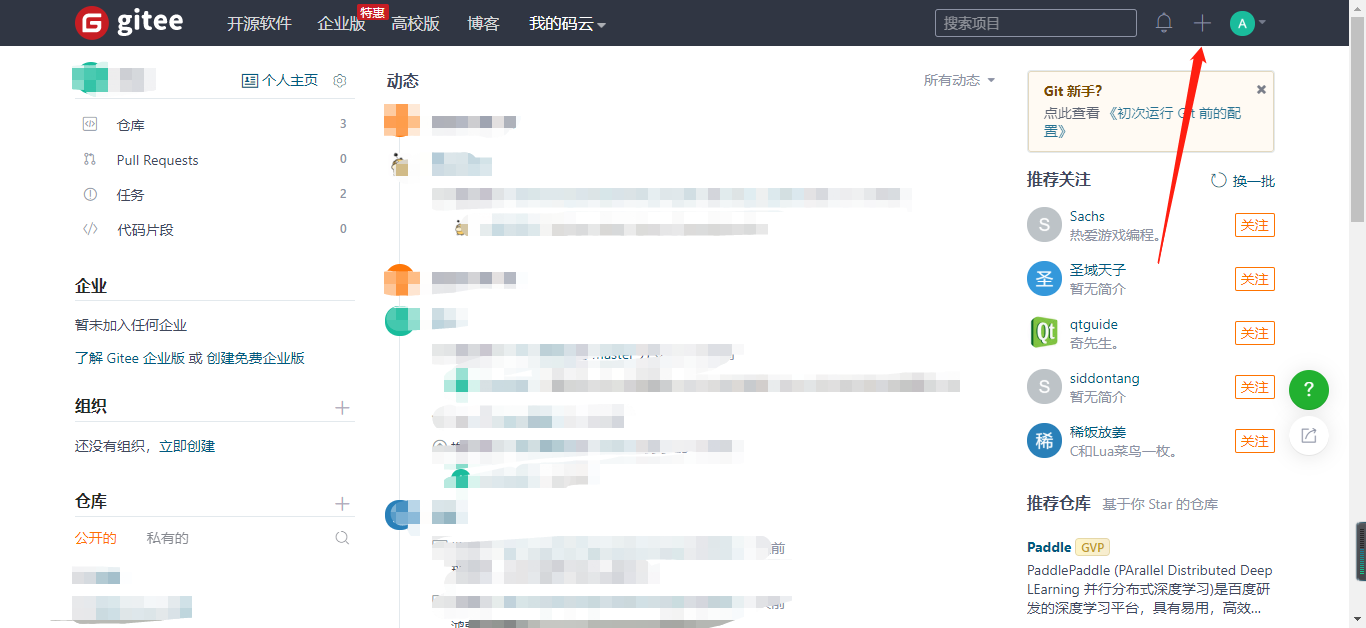 gitee
开源软件
企业版
特惠
高校版
博客
我的码云
搜索项目
A
个人主页
仓库 3
Pull Requests 0
任务 2
代码片段 0
企业
暂未加入任何企业
了解 Gitee 企业版 或 创建免费企业版
组织
还没有组织，立即创建
仓库
公开的 私有的
动态
所有动态
前
Git 新手?
点此查看 《初次运行 Git 前的配
置》
推荐关注
换一批
S
Sachs
热爱游戏编程。
关注
圣
圣域天子
暂无简介
关注
Qt
qtguide
奇先生。
关注
S
siddontang
暂无简介
关注
稀
稀饭放姜
C和Lua菜鸟一枚。
关注
?
推荐仓库 基于你 Star 的仓库
Paddle GVP
PaddlePaddle (PArallel Distributed Deep
LEarning 并行分布式深度学习)是百度研
发的深度学习平台，具有易用，高效...